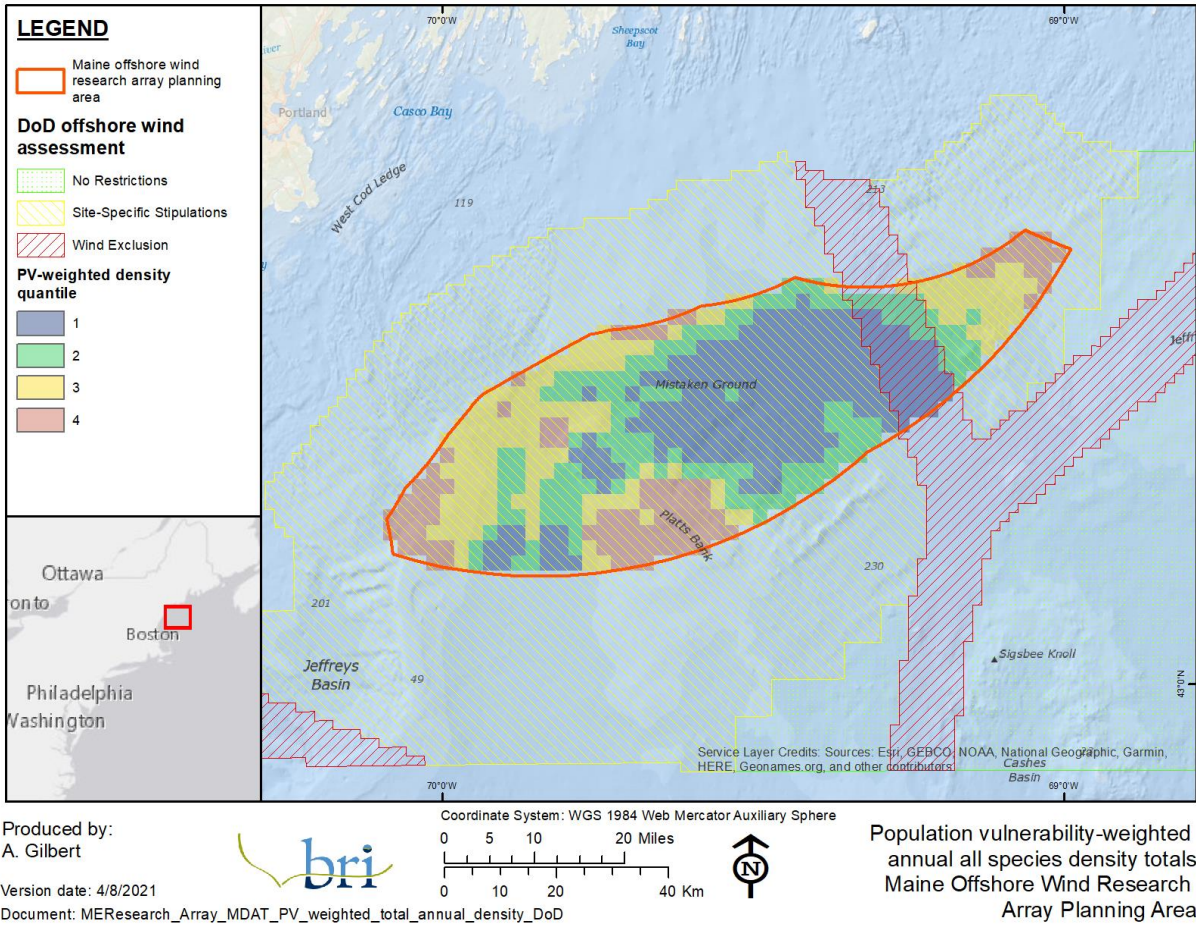 LEGEND
Maine offshore wind
research array planning
area
DoD offshore wind
assessment
No Restrictions
Site-Specific Stipulations
Wind Exclusion
PV-weighted density
quantile
1
2
3
4
Ottawa
onto
Boston
Philadelphia
Washington
70°0'W
69°0'W
Sheepscot
Bay
iver
Portland
Casco Bay
West Cod Ledge
119
213
y
Jeffr
Mistaken Ground
Platts Bank
230
201
Jeffreys
Basin
49
Sigsbee Knoll
43°0'N
Service Layer Credits: Sources: Esri, GEBCO, NOAA, National Geographic, Garmin,
HERE, Geonames.org, and other contributors
Cashes
Basin
70°0'W
69°0'W
Produced by:
A. Gilbert
Version date: 4/8/2021
Document: MEResearch_Array_MDAT_PV_weighted_total_annual_density_DoD
bri
Coordinate System: WGS 1984 Web Mercator Auxiliary Sphere
0 5 10 20 Miles
0 10 20 40 Km
N
Population vulnerability-weighted
annual all species density totals
Maine Offshore Wind Research
Array Planning Area